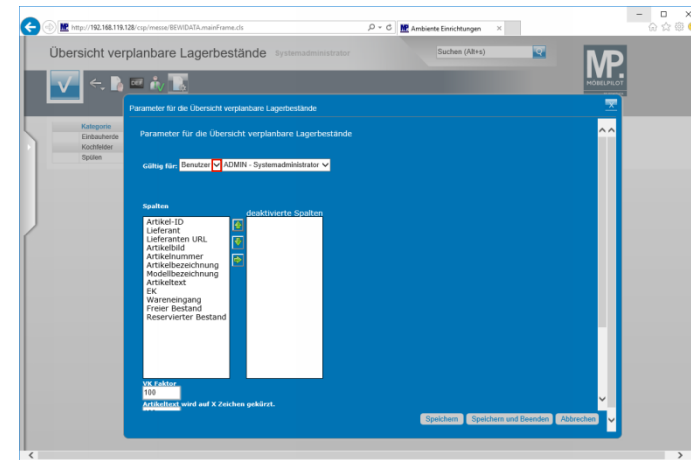 http://192.168.119.128/csp/messe/BEWIDATA.mainFrame.cls
Ambiente Einrichtungen
Übersicht verplanbare Lagerbestände Systemadministrator
Suchen (Alt+s)
MP.
MÖBELPILOT
DEF
Parameter für die Übersicht verplanbare Lagerbestände
Kategorie
Einbauherde
Kochfelder
Spülen
Parameter für die Übersicht verplanbare Lagerbestände
Gültig für: Benutzer ADMIN - Systemadministrator
Spalten
deaktivierte Spalten
Artikel-ID
Lieferant
Lieferanten URL
Artikelbild
Artikelnummer
Artikelbezeichnung
Modellbezeichnung
Artikeltext
EK
Wareneingang
Freier Bestand
Reservierter Bestand
VK Faktor
100
Artikeltext wird auf X Zeichen gekürzt.
Speichern Speichern und Beenden Abbrechen